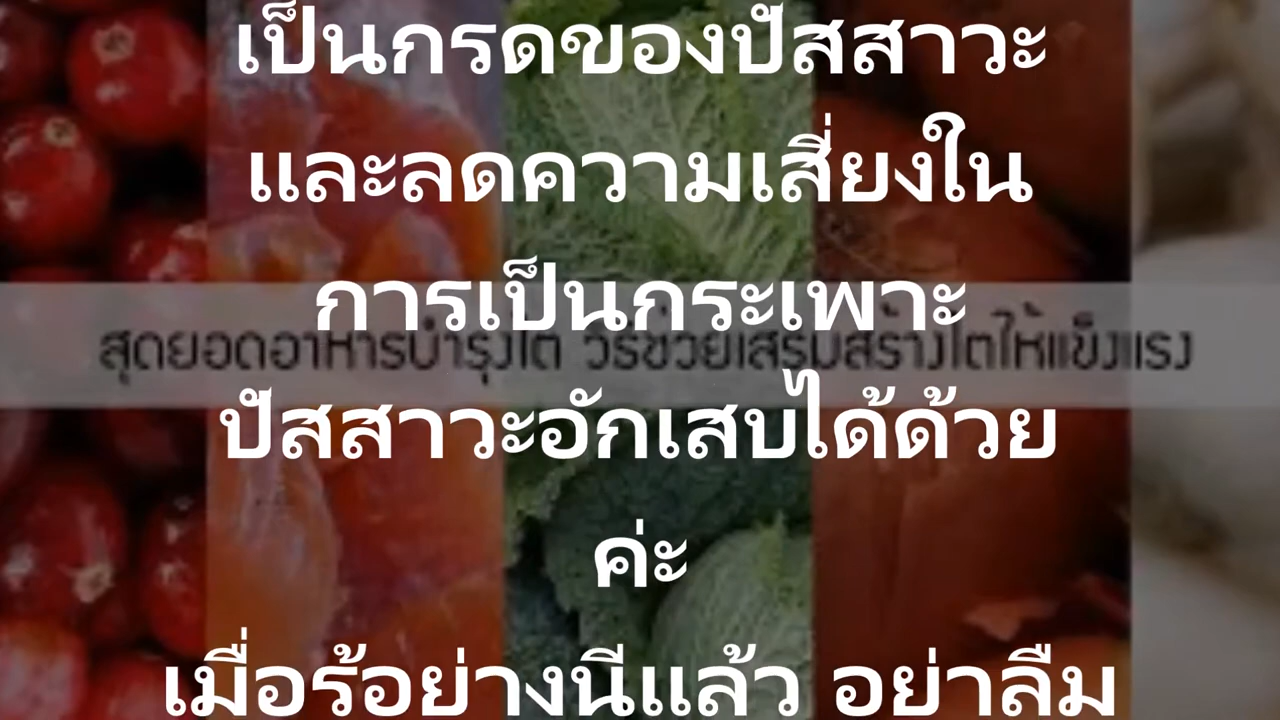 เป็นกรดของปัสสาวะ
และลดความเสี่ยงใน
การเป็นกระเพาะ
สุดยอดอาหารบำรุงไต วิธีช่วยเสริมสร้างไตให้แข็งแรง
ปัสสาวะอักเสบได้ด้วย
ค่ะ
เมื่อรู้อย่างนี้แล้ว อย่าลืม